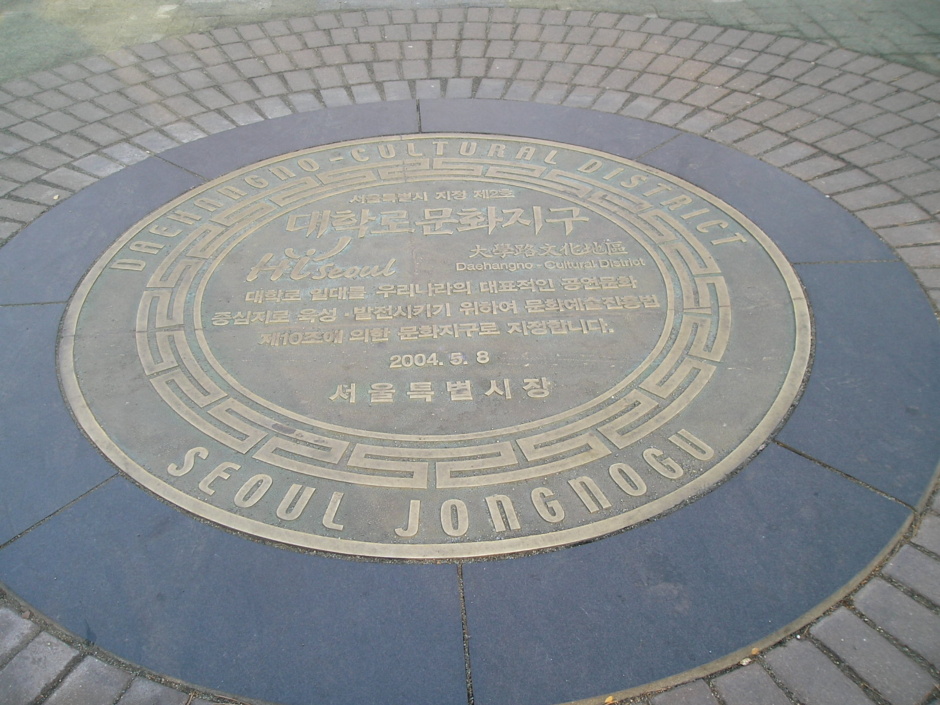 DAEHANGNO-CULTURAL DISTRICT
서울특별시 지정 제2호
대학로문화지구
Hi Seoul
大學路文化地區
Daehangno - Cultural District
대학로 일대를 우리나라의 대표적인 공연문화
중심지로 육성·발전시키기 위하여 문화예술진흥법
제10조에 의한 문화지구로 지정합니다.
2004. 5. 8
서울특별시장
SEOUL JONGNOGU